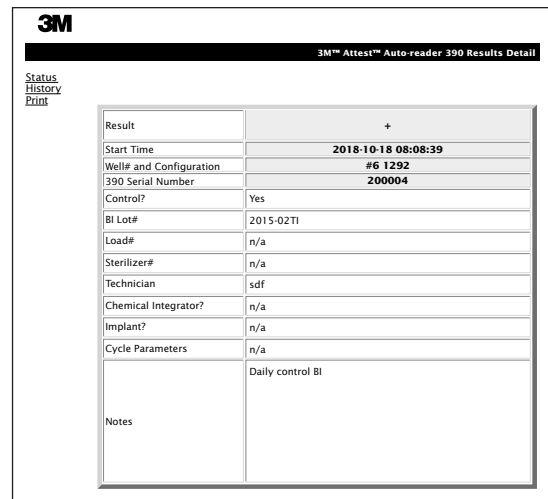 3M
3M™ Attest™ Auto-reader 390 Results Detail
Status
History
Print
Result +
Start Time 2018-10-18 08:08:39
Well# and Configuration #6 1292
390 Serial Number 200004
Control? Yes
BI Lot# 2015-02TI
Load# n/a
Sterilizer# n/a
Technician sdf
Chemical Integrator? n/a
Implant? n/a
Cycle Parameters n/a
Notes Daily control BI